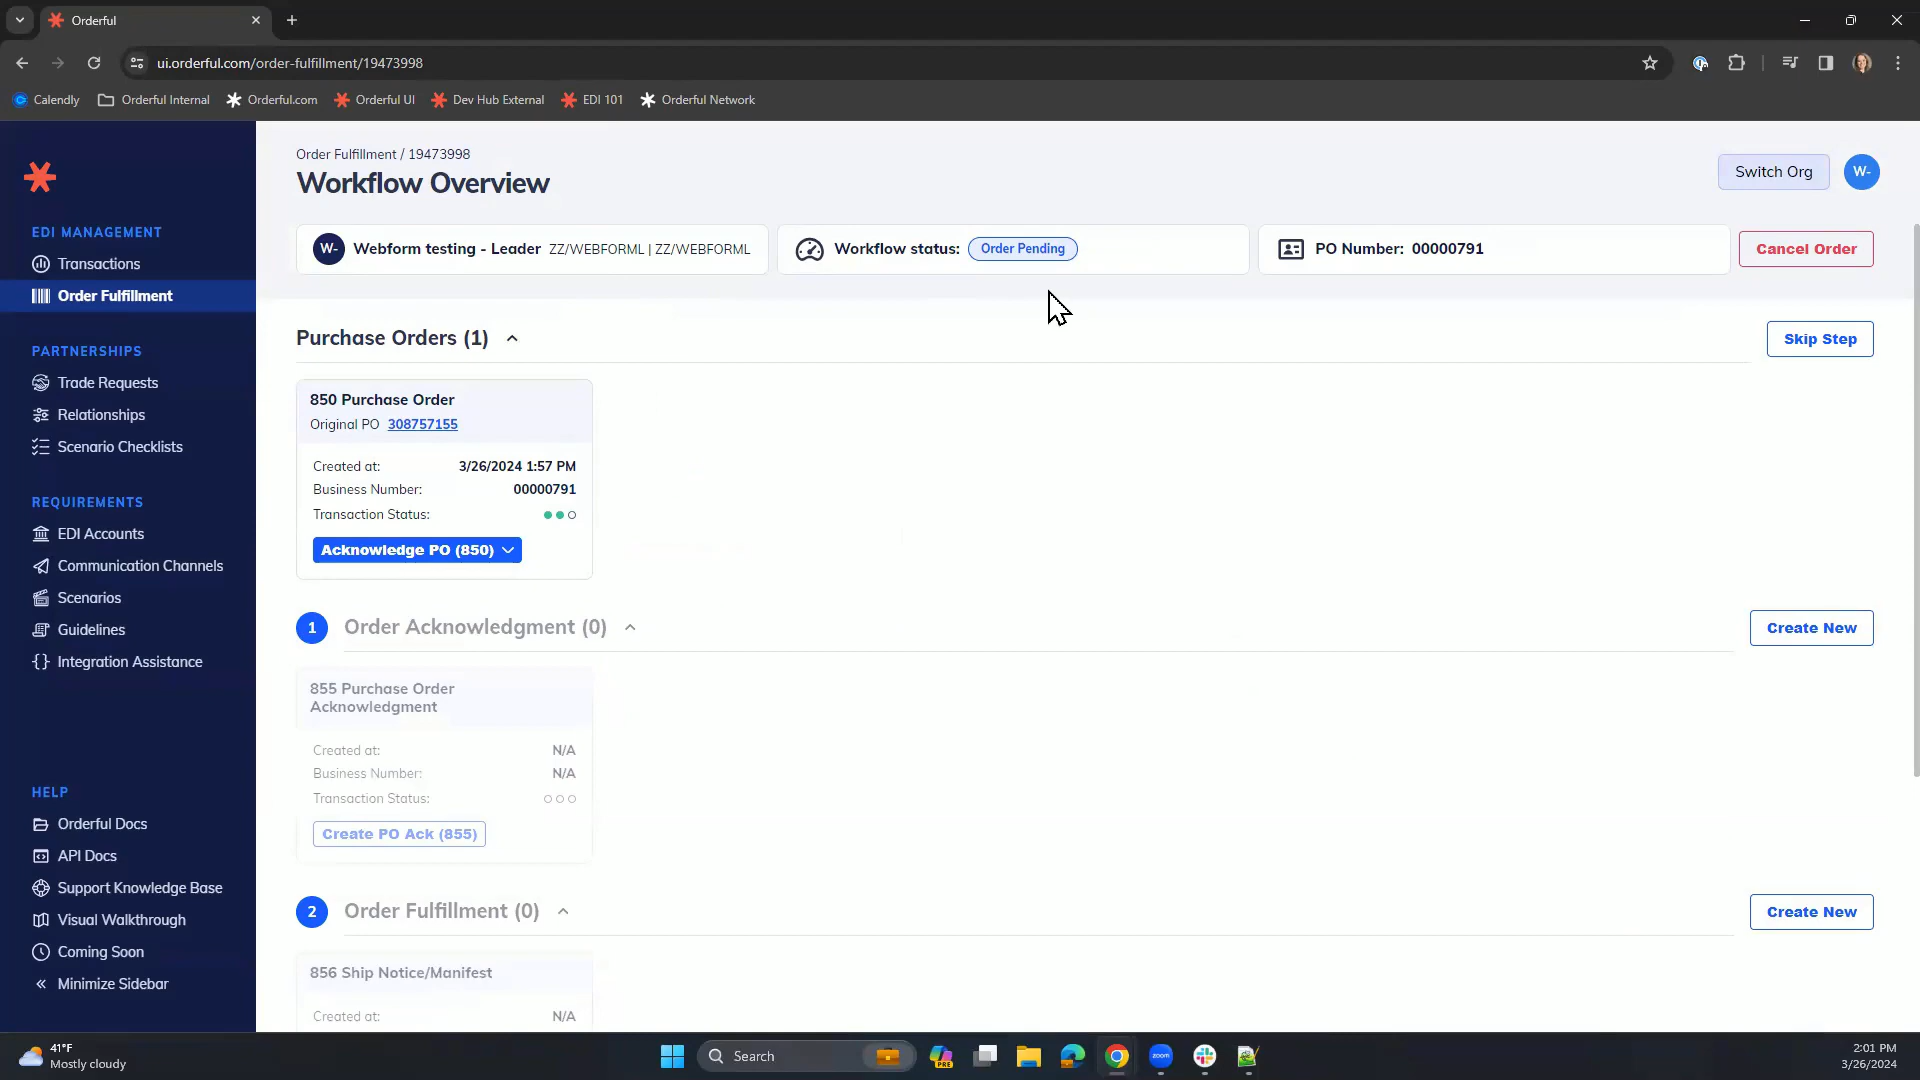 Orderful
ui.orderful.com/order-fulfillment/19473998
Calendly
Orderful Internal
Orderful.com
Orderful UI
Dev Hub External
EDI 101
Orderful Network
EDI MANAGEMENT
Transactions
Order Fulfillment
PARTNERSHIPS
Trade Requests
Relationships
Scenario Checklists
REQUIREMENTS
EDI Accounts
Communication Channels
Scenarios
Guidelines
Integration Assistance
HELP
Orderful Docs
API Docs
Support Knowledge Base
Visual Walkthrough
Coming Soon
Minimize Sidebar
Order Fulfillment / 19473998
Workflow Overview
Switch Org
W-
W- Webform testing - Leader ZZ/WEBFORML | ZZ/WEBFORML
Workflow status: Order Pending
PO Number: 00000791
Cancel Order
Purchase Orders (1)
Skip Step
850 Purchase Order
Original PO 308757155
Created at: 3/26/2024 1:57 PM
Business Number: 00000791
Transaction Status:
Acknowledge PO (850)
1 Order Acknowledgment (0)
Create New
855 Purchase Order
Acknowledgment
Created at: N/A
Business Number: N/A
Transaction Status:
Create PO Ack (855)
2 Order Fulfillment (0)
Create New
856 Ship Notice/Manifest
Created at: N/A
41°F
Mostly cloudy
Search
PRE
zoom
2:01 PM
3/26/2024